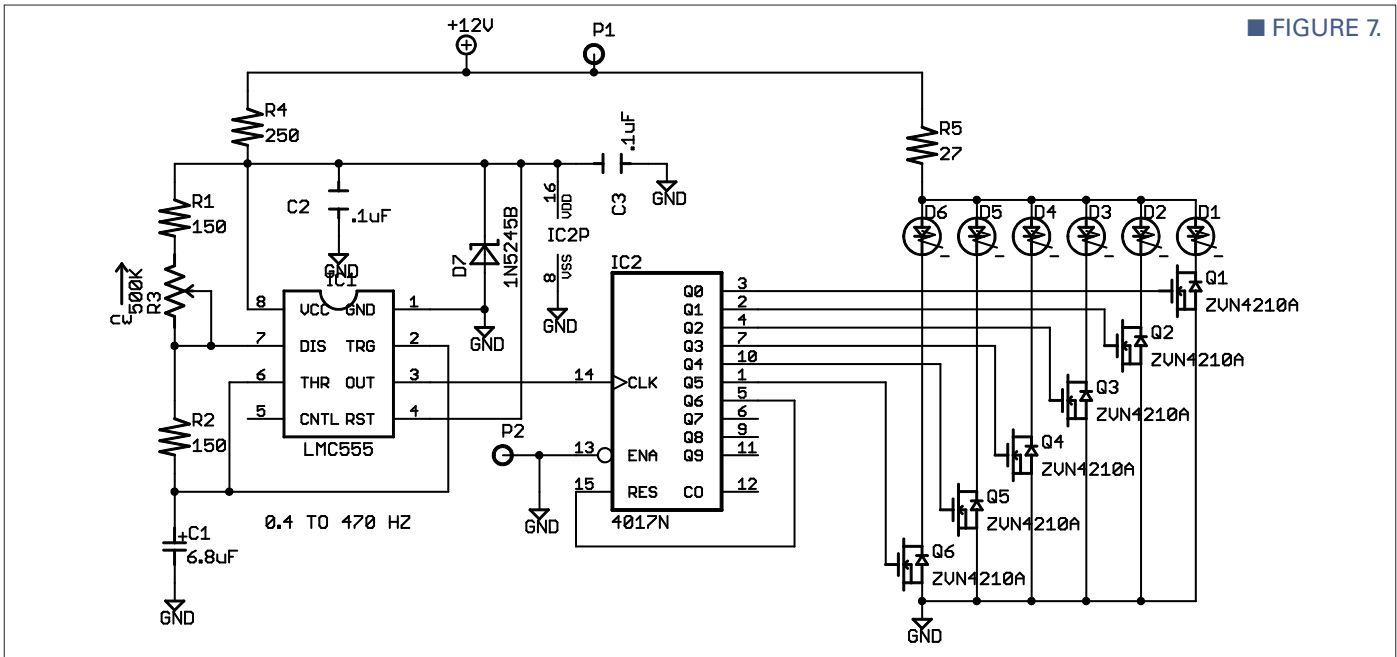 ■ FIGURE 7.
+12V
P1
R4
250
R5
27
.1uF
C3
GND
R1
150
C2
.1uF
GND
D7
1N5245B
16
VDD
IC2P
8
VSS
GND
GND
CW
500K
R3
IC1
8 VCC GND 1
7 DIS TRG 2
6 THR OUT 3
5 CNTL RST 4
LMC555
R2
150
0.4 TO 470 HZ
C1
+
6.8uF
GND
P2
GND
IC2
14 CLK
13 ENA
15 RES
Q0 3
Q1 2
Q2 4
Q3 7
Q4 10
Q5 1
Q6 5
Q7 6
Q8 9
Q9 11
CO 12
4017N
D6 D5 D4 D3 D2 D1
- - - - - -
Q1
ZVN4210A
Q2
ZVN4210A
Q3
ZVN4210A
Q4
ZVN4210A
Q5
ZVN4210A
Q6
ZVN4210A
GND